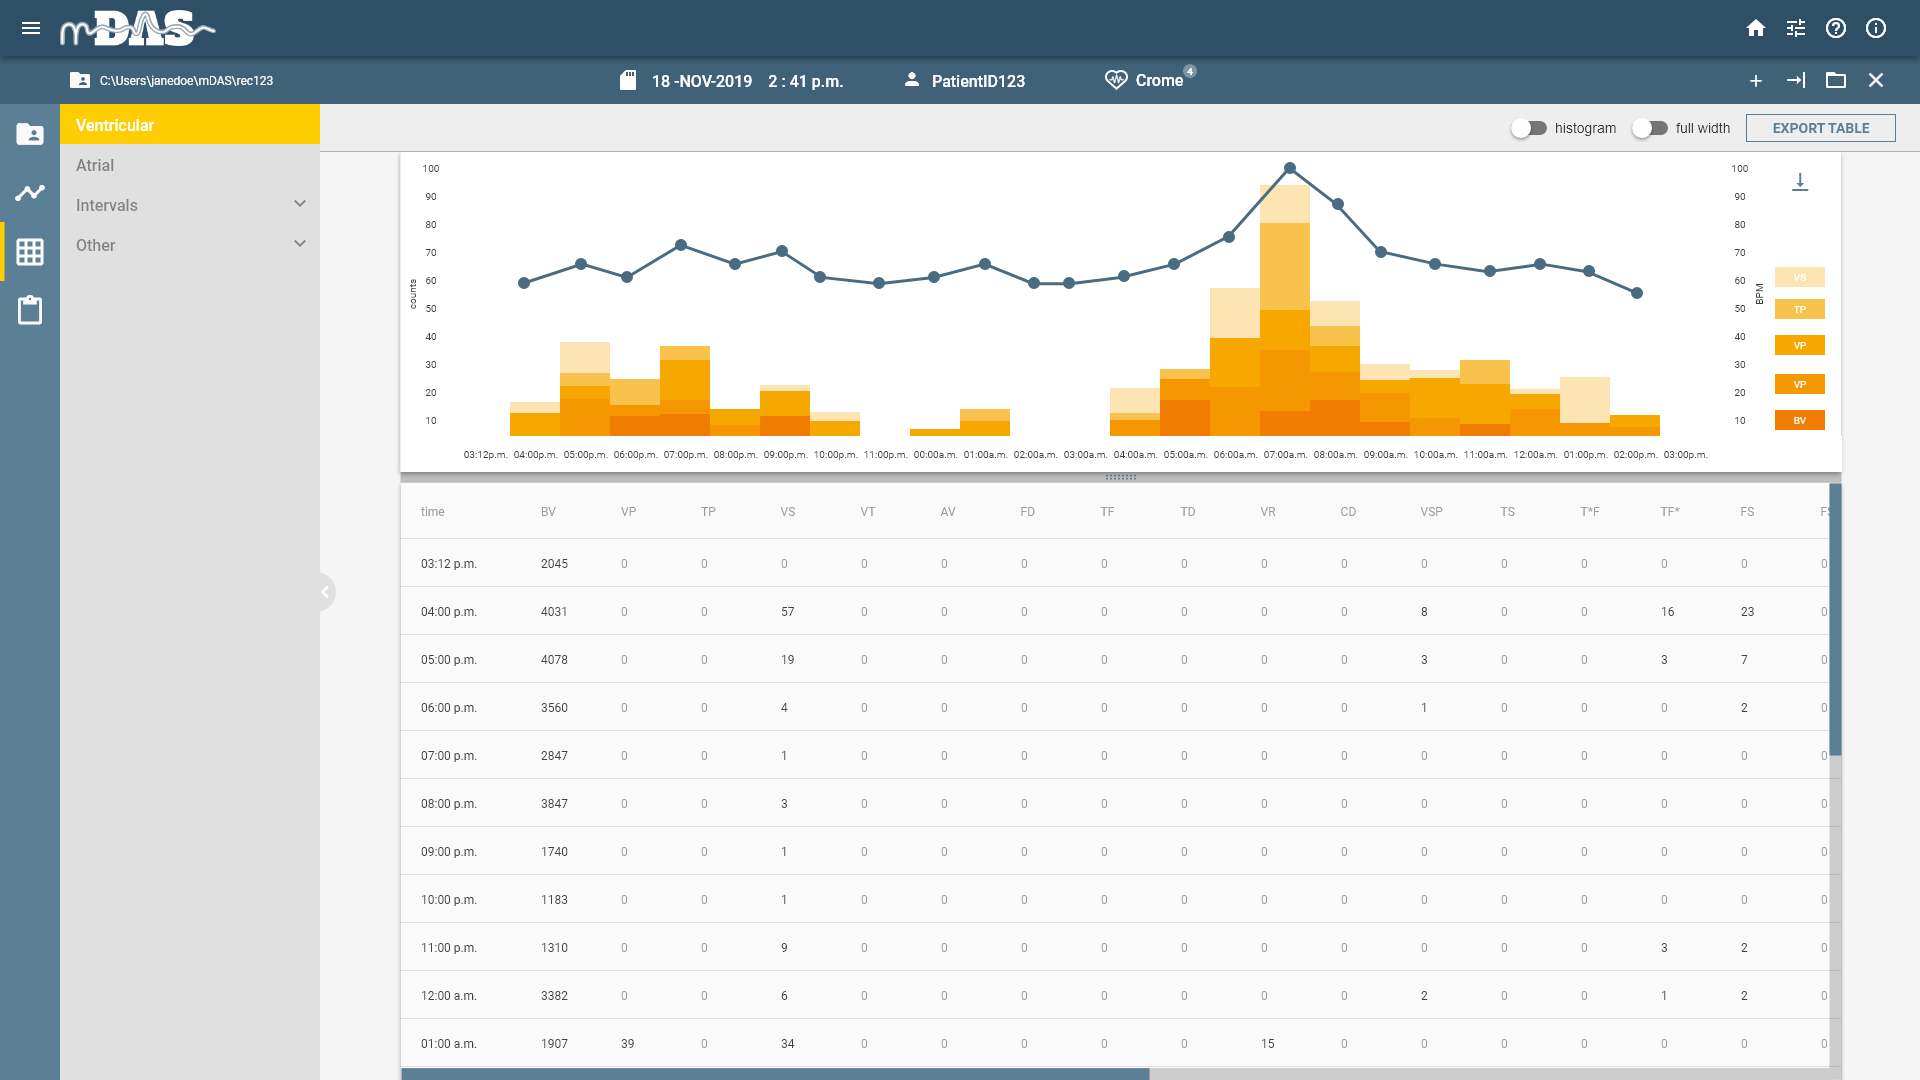 mDAS
C:\Users\janedoe\mDAS\rec123
18 -NOV-2019 2 : 41 p.m.
PatientID123
Crome 4
Ventricular
Atrial
Intervals
Other
histogram
full width
EXPORT TABLE
100
90
80
70
60
50
40
30
20
10
counts
100
90
80
70
60
50
40
30
20
10
BPM
VS
TP
VP
VP
BV
03:12p.m. 04:00p.m. 05:00p.m. 06:00p.m. 07:00p.m. 08:00p.m. 09:00p.m. 10:00p.m. 11:00p.m. 00:00a.m. 01:00a.m. 02:00a.m. 03:00a.m. 04:00a.m. 05:00a.m. 06:00a.m. 07:00a.m. 08:00a.m. 09:00a.m. 10:00a.m. 11:00a.m. 12:00a.m. 01:00p.m. 02:00p.m. 03:00p.m.
time BV VP TP VS VT AV FD TF TD VR CD VSP TS T*F TF* FS
03:12 p.m. 2045 0 0 0 0 0 0 0 0 0 0 0 0 0 0 0 0
04:00 p.m. 4031 0 0 57 0 0 0 0 0 0 0 8 0 0 16 23 0
05:00 p.m. 4078 0 0 19 0 0 0 0 0 0 0 3 0 0 3 7 0
06:00 p.m. 3560 0 0 4 0 0 0 0 0 0 0 1 0 0 0 2 0
07:00 p.m. 2847 0 0 1 0 0 0 0 0 0 0 0 0 0 0 0 0
08:00 p.m. 3847 0 0 3 0 0 0 0 0 0 0 0 0 0 0 0 0
09:00 p.m. 1740 0 0 1 0 0 0 0 0 0 0 0 0 0 0 0 0
10:00 p.m. 1183 0 0 1 0 0 0 0 0 0 0 0 0 0 0 0 0
11:00 p.m. 1310 0 0 9 0 0 0 0 0 0 0 0 0 0 3 2 0
12:00 a.m. 3382 0 0 6 0 0 0 0 0 0 0 2 0 0 1 2 0
01:00 a.m. 1907 39 0 34 0 0 0 0 0 15 0 0 0 0 0 0 0